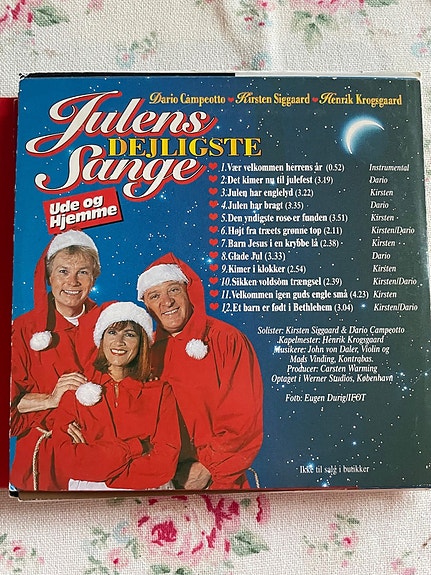 Dario Campeotto ♥ Kirsten Siggaard ♥ Henrik Krogsgaard
Julens
DEJLIGSTE
Sange
Ude og
Hjemme
1. Vær velkommen herrens år (0.52) Instrumental
2. Det kimer nu til julefest (3.19) Dario
3. Julen har englelyd (3.22) Kirsten
4. Julen har bragt (3.35) Dario
5. Den yndigste rose er funden (3.51) Kirsten
6. Højt fra træets grønne top (2.11) Kirsten/Dario
7. Barn Jesus i en krybbe lå (2.38) Kirsten
8. Glade Jul (3.33) Dario
9. Kimer i klokker (2.54) Kirsten
10. Sikken voldsom trængsel (2.39) Kirsten/Dario
11. Velkommen igen guds engle små (4.23) Kirsten
12. Et barn er født i Bethlehem (3.04) Kirsten/Dario
Solister: Kirsten Siggaard & Dario Campeotto
Kapelmester: Henrik Krogsgaard
Musikere: John von Daler, Violin og
Mads Vinding, Kontrabas.
Producer: Carsten Warming
Optaget i Werner Studios, København
Foto: Eugen Durig/IFOT
Ikke til salg i butikker